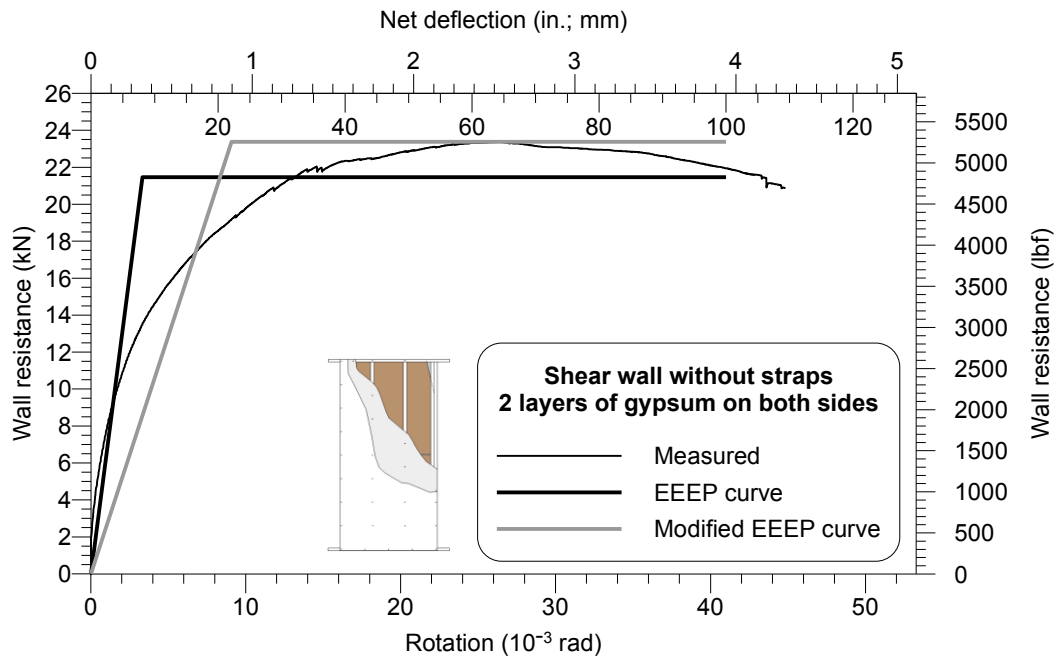 Net deflection (in.; mm)
0 1 2 3 4 5
20 40 60 80 100 120
26
24
22
20
18
16
14
12
10
8
6
4
2
0
Wall resistance (kN)
5500
5000
4500
4000
3500
3000
2500
2000
1500
1000
500
0
Wall resistance (lbf)
Shear wall without straps
2 layers of gypsum on both sides
Measured
EEEP curve
Modified EEEP curve
0 10 20 30 40 50
Rotation (10⁻³ rad)